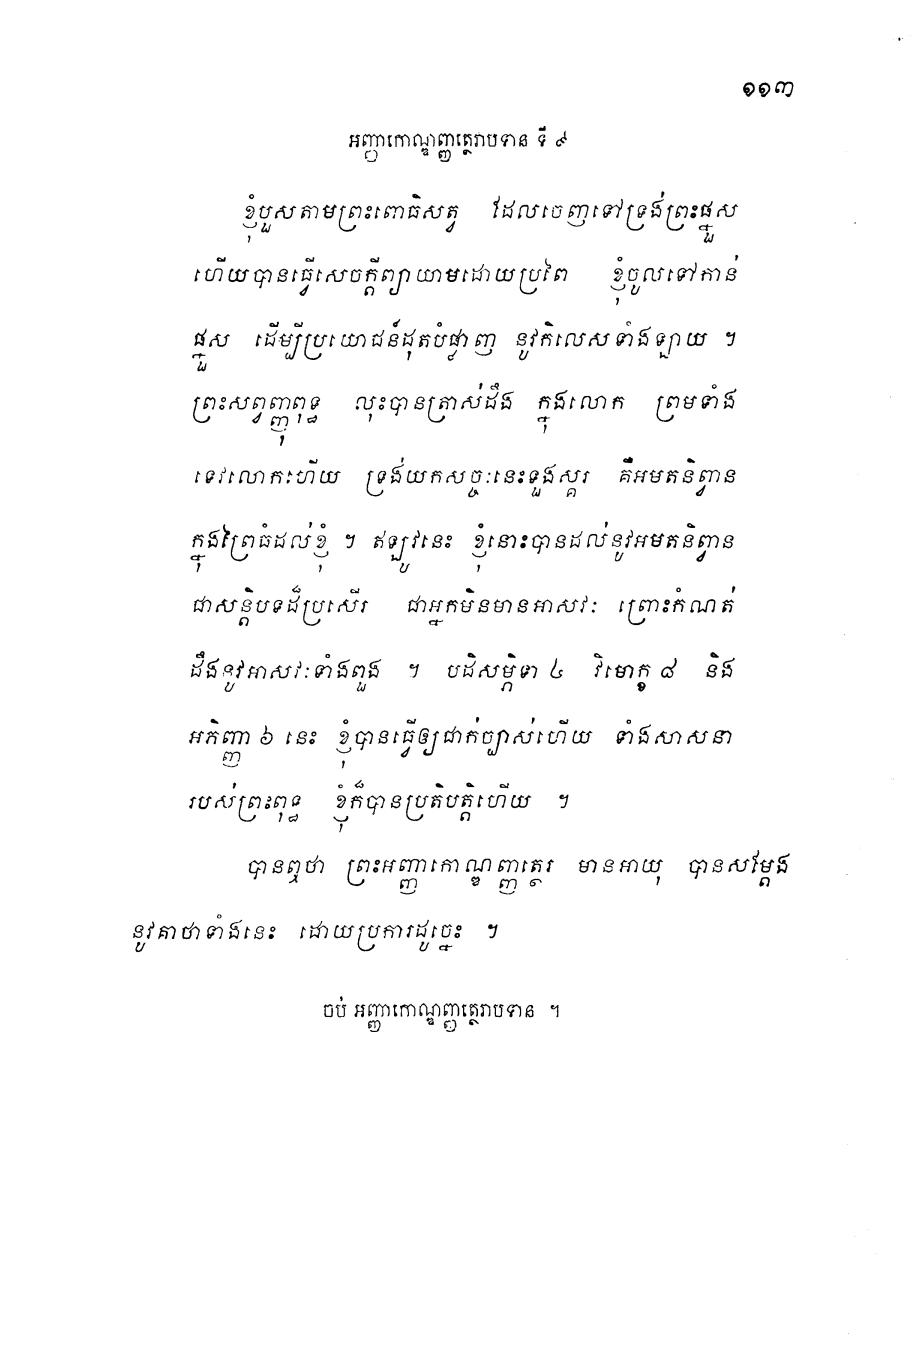 ១១៣
អញ្ញាកោណ្ឌញ្ញត្ថេរាបទាន ទី ៩
ខ្ញុំបួសតាមព្រះពោធិសត្វ ដែលចេញទៅទ្រង់ព្រះផ្នួស
ហើយបានធ្វើសេចក្តីព្យាយាមដោយប្រពៃ ខ្ញុំចូលទៅកាន់
ផ្នួស ដើម្បីប្រយោជន៍ដុតបំផ្លាញ នូវកិលេសទាំងឡាយ ។
ព្រះសព្វញ្ញុពុទ្ធ លុះបានត្រាស់ដឹង ក្នុងលោក ព្រមទាំង
ទេវលោកហើយ ទ្រង់យកសច្ចៈនេះទួងស្គរ គឺអមតនិព្វាន
ក្នុងព្រៃធំដល់ខ្ញុំ ។ ឥឡូវនេះ ខ្ញុំនោះបានដល់នូវអមតនិព្វាន
ជាសន្តិបទដ៏ប្រសើរ ជាអ្នកមិនមានអាសវៈ ព្រោះកំណត់
ដឹងនូវអាសវៈទាំងពួង ។ បដិសម្ភិទា ៤ វិមោក្ខ ៨ និង
អភិញ្ញា ៦ នេះ ខ្ញុំបានធ្វើឲ្យជាក់ច្បាស់ហើយ ទាំងសាសនា
របស់ព្រះពុទ្ធ ខ្ញុំក៏បានប្រតិបត្តិហើយ ។
បានឮថា ព្រះអញ្ញាកោណ្ឌញ្ញត្ថេរ មានអាយុ បានសម្តែង
នូវគាថាទាំងនេះ ដោយប្រការដូច្នេះ ។
ចប់ អញ្ញាកោណ្ឌញ្ញត្ថេរាបទាន ។